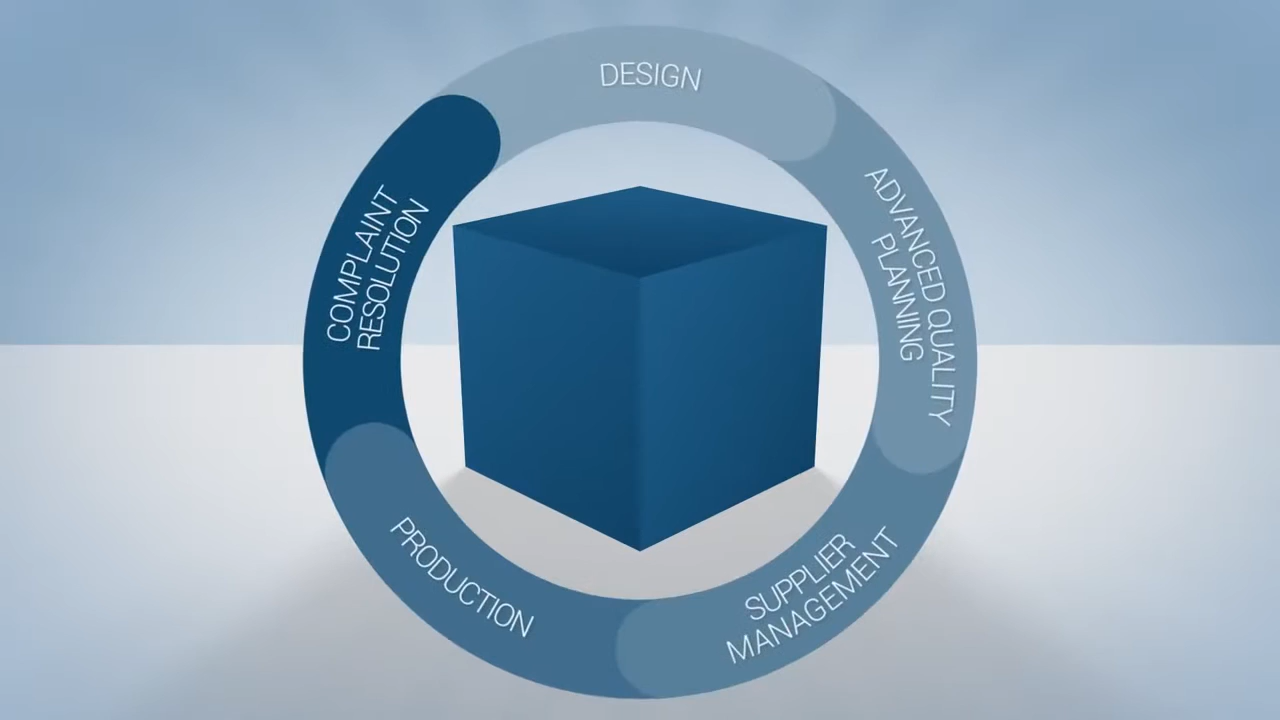 DESIGN
ADVANCED QUALITY
PLANNING
SUPPLIER
MANAGEMENT
PRODUCTION
COMPLAINT
RESOLUTION